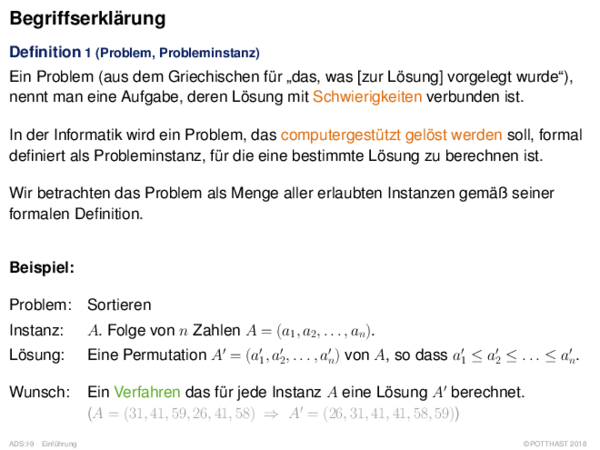 Begriffserklärung
Definition 1 (Problem, Probleminstanz)
Ein Problem (aus dem Griechischen für „das, was [zur Lösung] vorgelegt wurde“),
nennt man eine Aufgabe, deren Lösung mit Schwierigkeiten verbunden ist.
In der Informatik wird ein Problem, das computergestützt gelöst werden soll, formal
definiert als Probleminstanz, für die eine bestimmte Lösung zu berechnen ist.
Wir betrachten das Problem als Menge aller erlaubten Instanzen gemäß seiner
formalen Definition.
Beispiel:
Problem: Sortieren
Instanz: A. Folge von n Zahlen A = (a₁, a₂, . . . , aₙ).
Lösung: Eine Permutation A′ = (a′₁, a′₂, . . . , a′ₙ) von A, so dass a′₁ ≤ a′₂ ≤ . . . ≤ a′ₙ.
Wunsch: Ein Verfahren das für jede Instanz A eine Lösung A′ berechnet.
(A = (31, 41, 59, 26, 41, 58) ⇒ A′ = (26, 31, 41, 41, 58, 59))
ADS:I-9 Einführung ©POTTHAST 2018